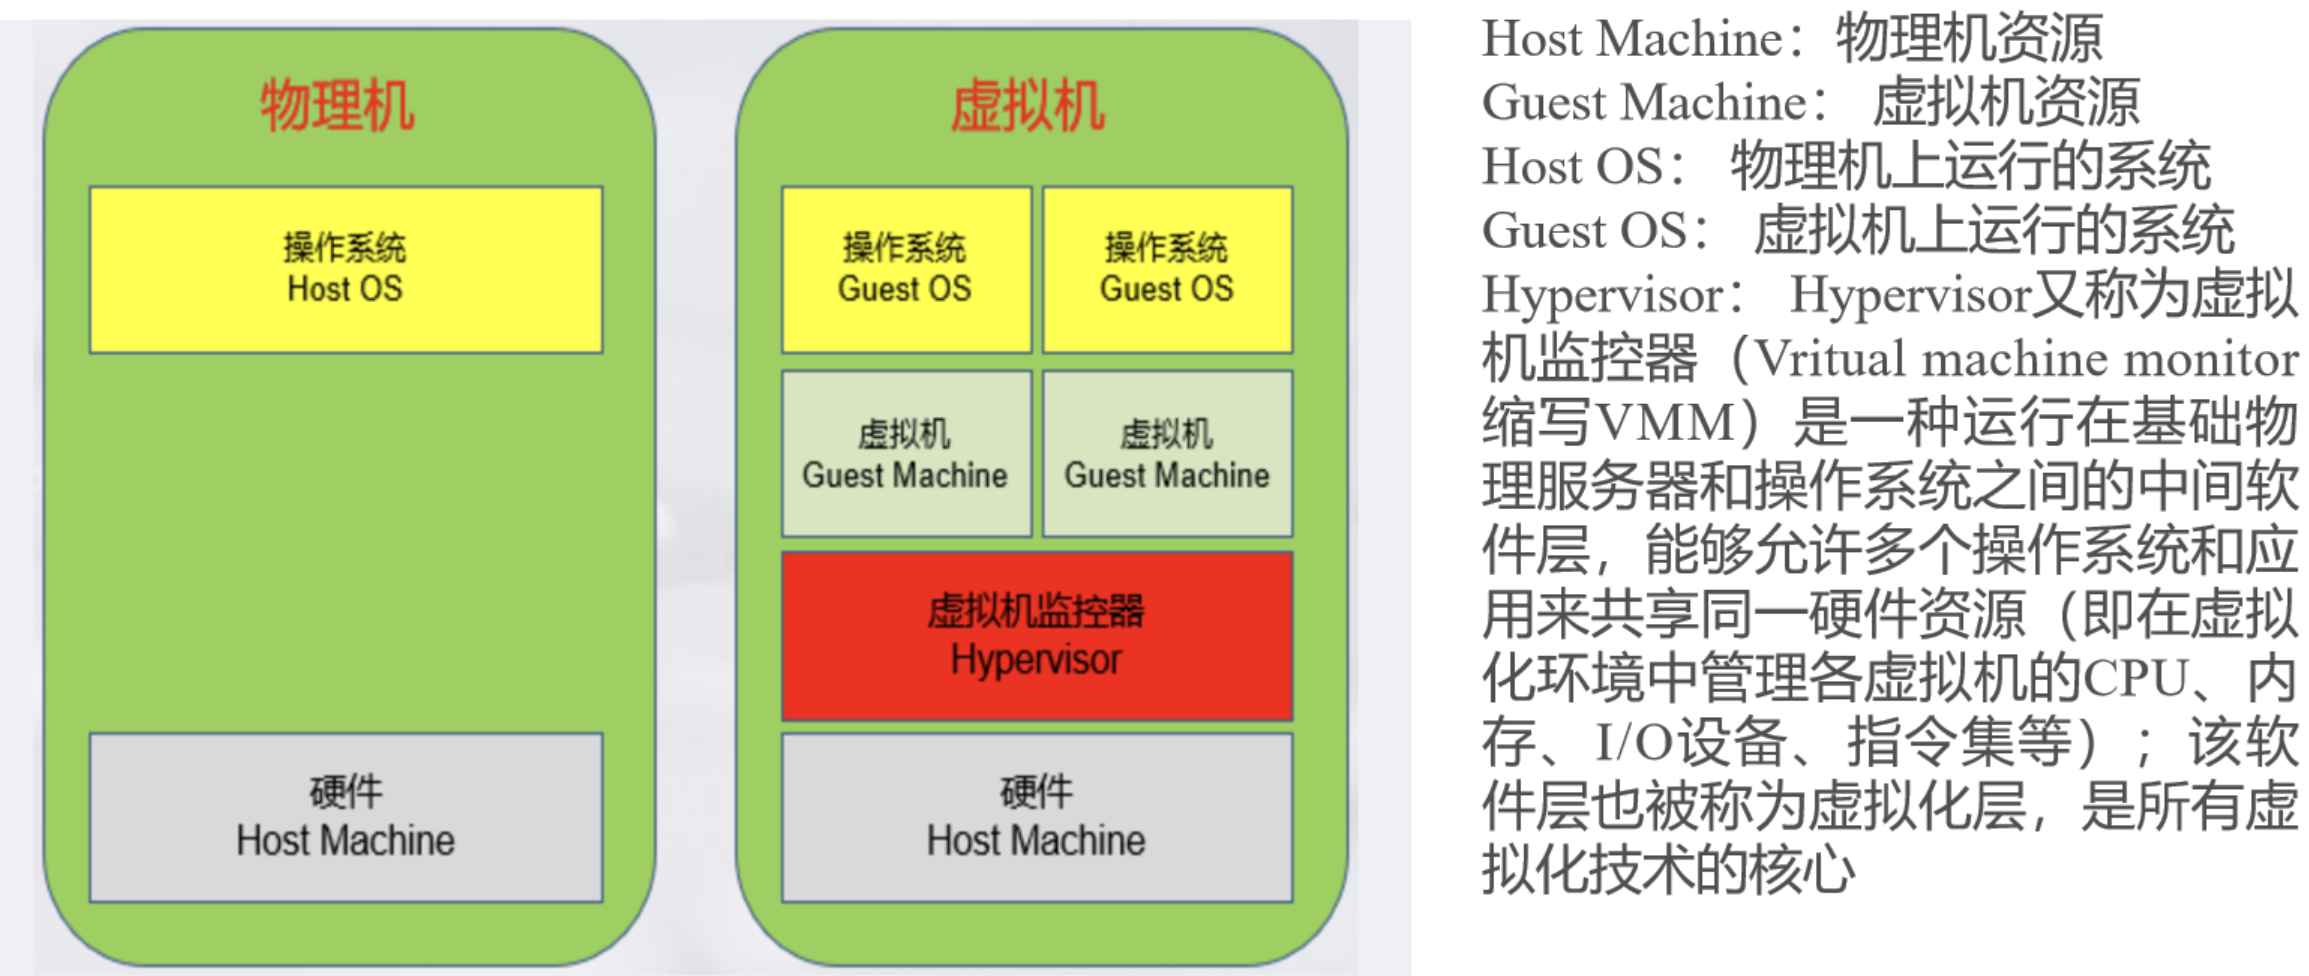 物理机
操作系统
Host OS
硬件
Host Machine
虚拟机
操作系统
Guest OS
操作系统
Guest OS
虚拟机
Guest Machine
虚拟机
Guest Machine
虚拟机监控器
Hypervisor
硬件
Host Machine
Host Machine：物理机资源
Guest Machine： 虚拟机资源
Host OS： 物理机上运行的系统
Guest OS： 虚拟机上运行的系统
Hypervisor： Hypervisor又称为虚拟
机监控器（Vritual machine monitor
缩写VMM）是一种运行在基础物
理服务器和操作系统之间的中间软
件层，能够允许多个操作系统和应
用来共享同一硬件资源（即在虚拟
化环境中管理各虚拟机的CPU、内
存、I/O设备、指令集等）；该软
件层也被称为虚拟化层，是所有虚
拟化技术的核心